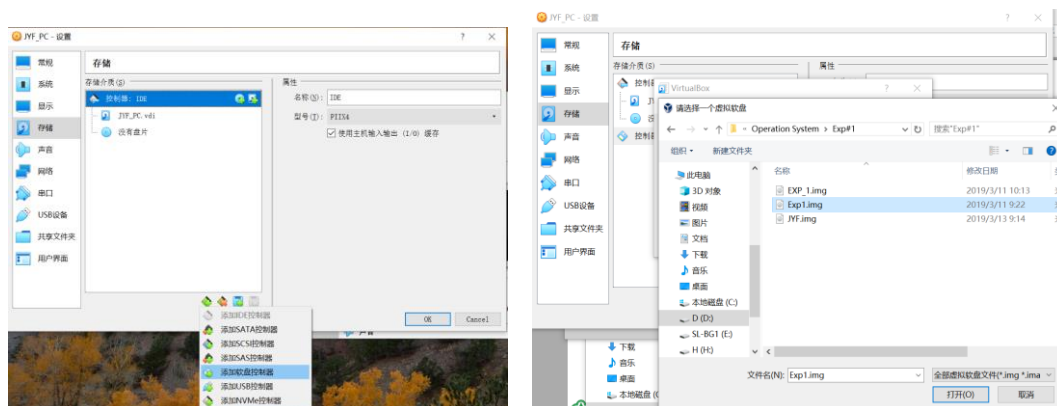 JYF_PC - 设置
常规
系统
显示
存储
声音
网络
串口
USB设备
共享文件夹
用户界面
存储
存储介质(S)
控制器: IDE
JYF_PC.vdi
没有盘片
属性
名称(N): IDE
型号(T): PIIX4
使用主机输入输出 (I/O) 缓存
OK Cancel
添加IDE控制器
添加SATA控制器
添加SCSI控制器
添加SAS控制器
添加软盘控制器
添加USB控制器
添加NVMe控制器
声音
JYF_PC - 设置
常规
系统
显示
存储
声音
网络
串口
USB设备
共享文件夹
用户界面
存储
存储介质(S)
属性
VirtualBox
请选择一个虚拟软盘
« Operation System › Exp#1
搜索"Exp#1"
组织 新建文件夹
此电脑
3D 对象
视频
图片
文档
下载
音乐
桌面
本地磁盘 (C:)
D (D:)
SL-BG1 (E:)
H (H:)
名称 修改日期
EXP_1.img 2019/3/11 10:13
Exp1.img 2019/3/11 9:22
JYF.img 2019/3/13 9:14
文件名(N): Exp1.img 全部虚拟软盘文件(*.img *.ima
打开(O) 取消
下载
音乐
桌面
本地磁盘